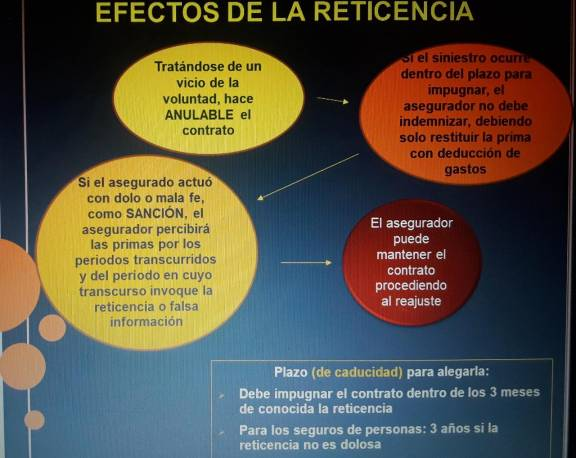 EFECTOS DE LA RETICENCIA
Tratándose de un
vicio de la
voluntad, hace
ANULABLE el
contrato
Si el siniestro ocurre
dentro del plazo para
impugnar, el
asegurador no debe
indemnizar, debiendo
solo restituir la prima
con deducción de
gastos
Si el asegurado actuó
con dolo o mala fe,
como SANCIÓN, el
asegurador percibirá
las primas por los
periodos transcurridos
y del periodo en cuyo
transcurso invoque la
reticencia o falsa
información
El asegurador
puede
mantener el
contrato
procediendo
al reajuste
Plazo (de caducidad) para alegarla:
Debe impugnar el contrato dentro de los 3 meses
de conocida la reticencia
Para los seguros de personas: 3 años si la
reticencia no es dolosa